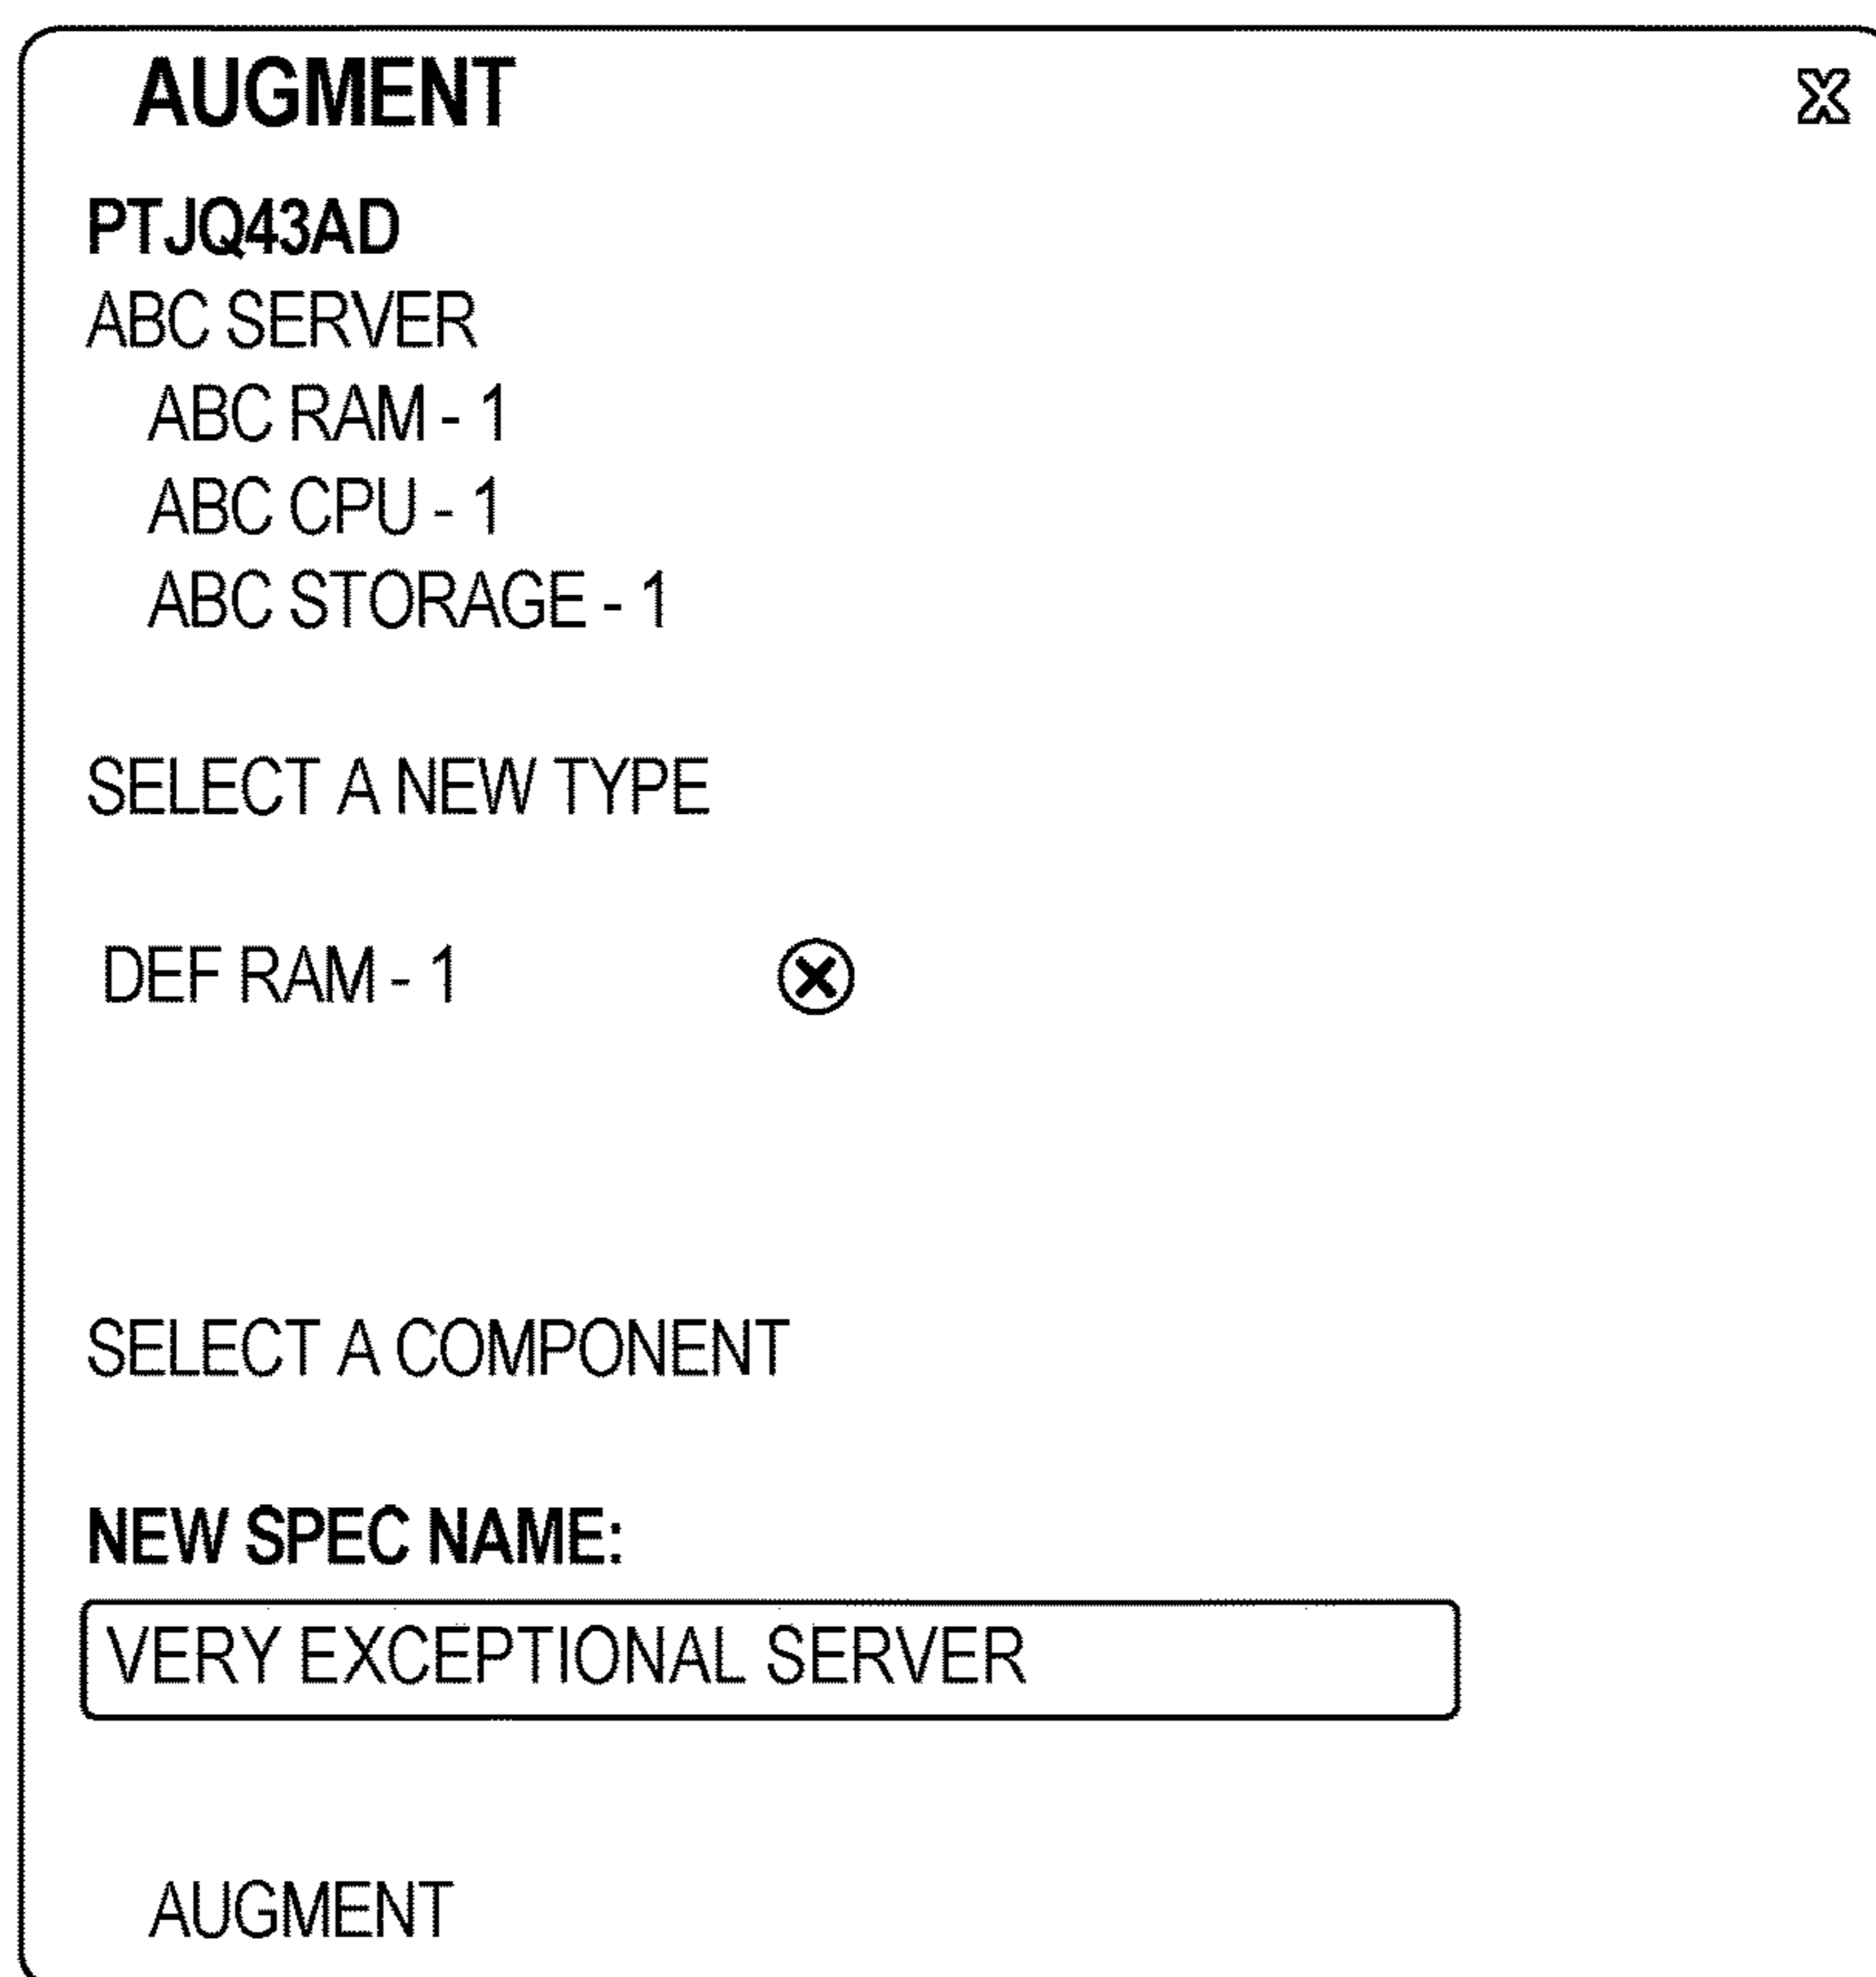 AUGMENT X
PTJQ43AD
ABC SERVER
ABC RAM - 1
ABC CPU - 1
ABC STORAGE - 1
SELECT A NEW TYPE
DEF RAM - 1
SELECT A COMPONENT
NEW SPEC NAME:
VERY EXCEPTIONAL SERVER
AUGMENT